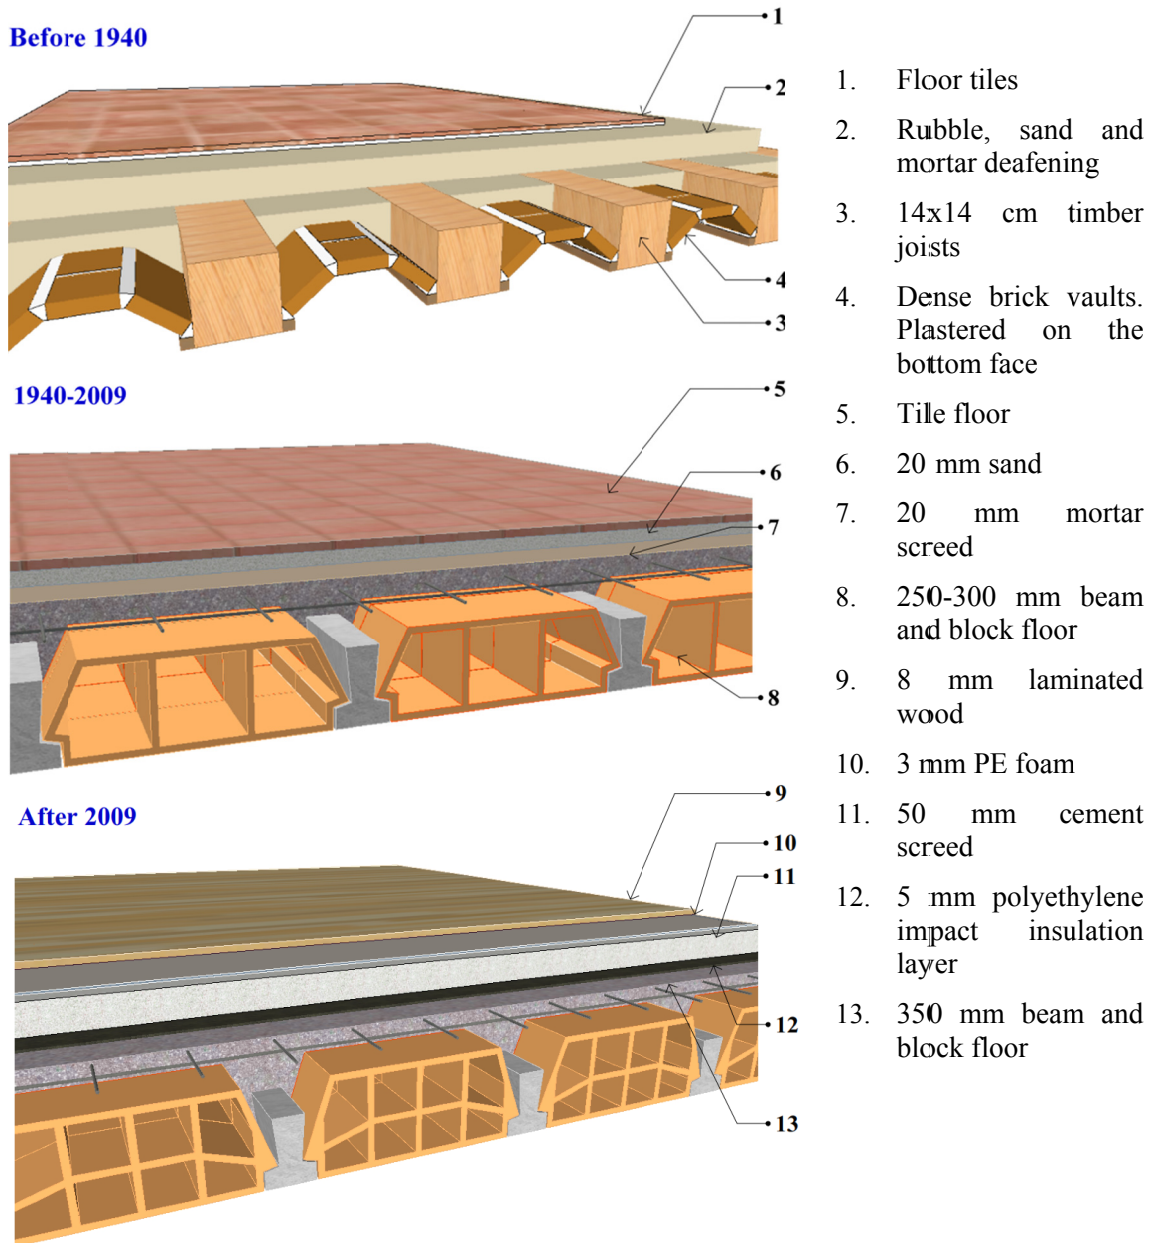 Before 1940
1
2
4
3
1940-2009
5
6
7
8
After 2009
9
10
11
12
13
1. Floor tiles
2. Rubble, sand and
mortar deafening
3. 14x14 cm timber
joists
4. Dense brick vaults.
Plastered on the
bottom face
5. Tile floor
6. 20 mm sand
7. 20 mm mortar
screed
8. 250-300 mm beam
and block floor
9. 8 mm laminated
wood
10. 3 mm PE foam
11. 50 mm cement
screed
12. 5 mm polyethylene
impact insulation
layer
13. 350 mm beam and
block floor